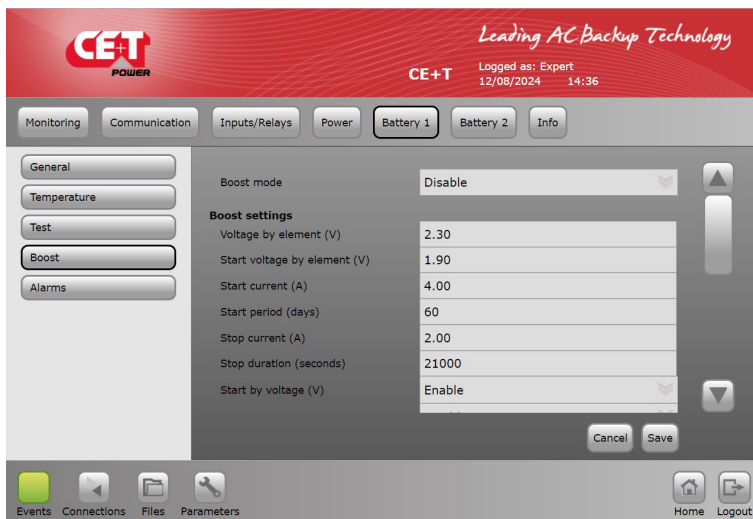 CE+T
POWER
Leading AC Backup Technology
CE+T
Logged as: Expert
12/08/2024 14:36
Monitoring Communication Inputs/Relays Power Battery 1 Battery 2 Info
General
Temperature
Test
Boost
Alarms
Boost mode Disable
Boost settings
Voltage by element (V) 2.30
Start voltage by element (V) 1.90
Start current (A) 4.00
Start period (days) 60
Stop current (A) 2.00
Stop duration (seconds) 21000
Start by voltage (V) Enable
Cancel Save
Events Connections Files Parameters Home Logout